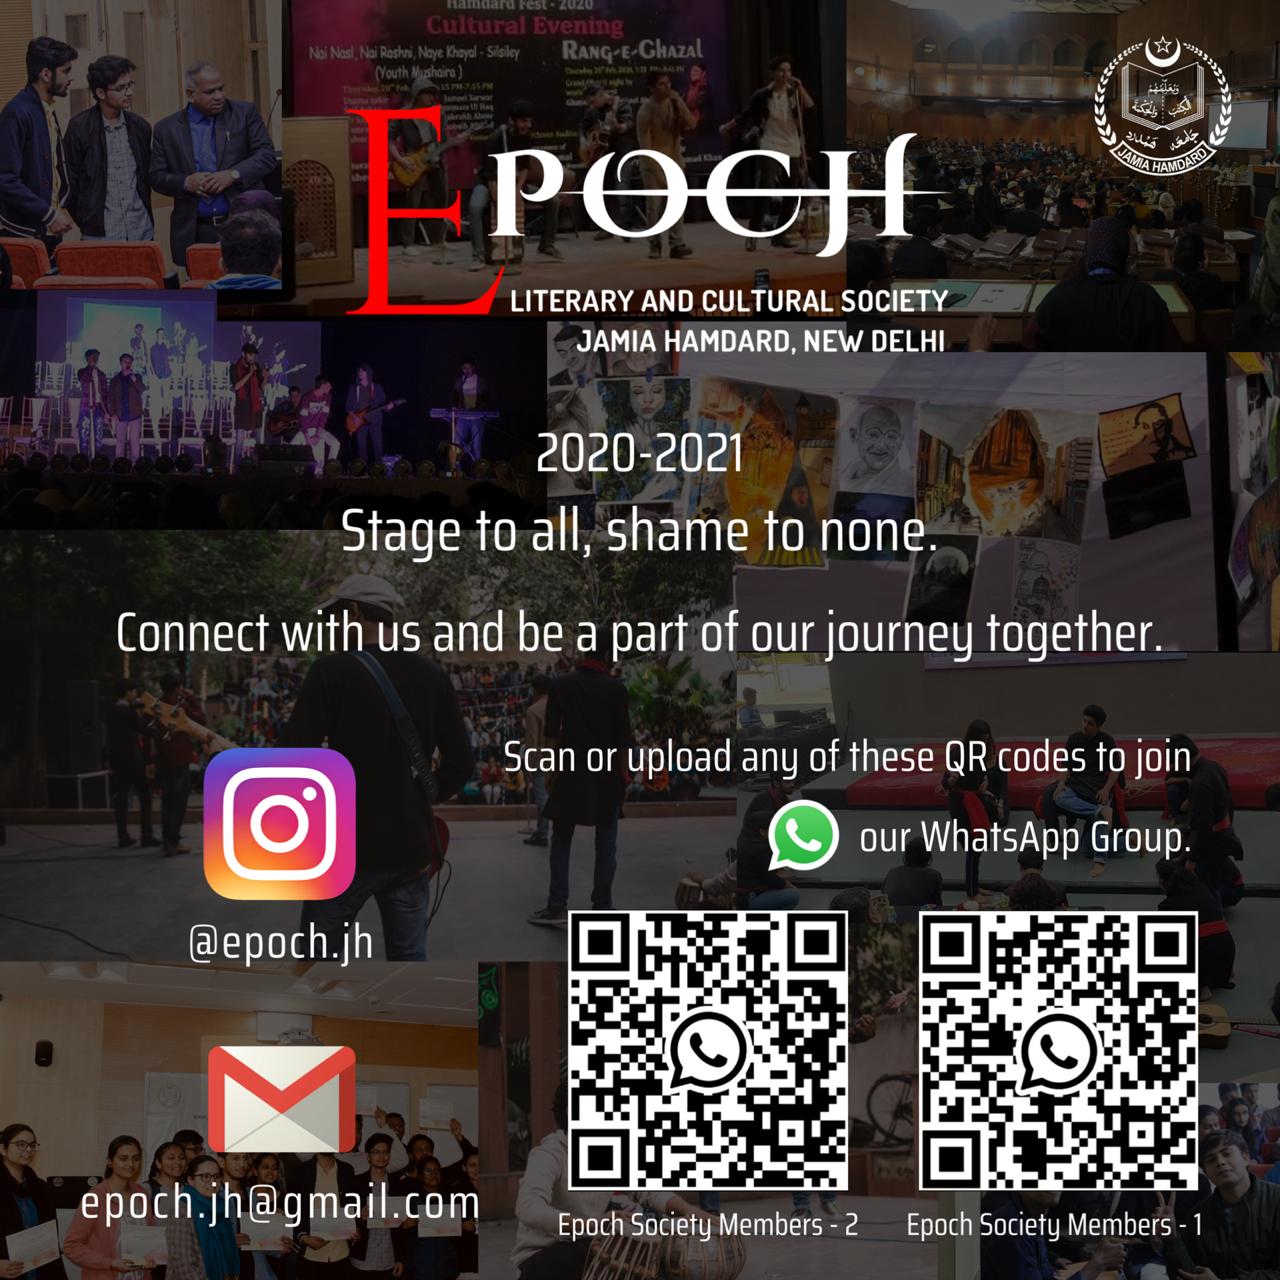 Hamdard Fest - 2020
Cultural Evening
Nai Nasl, Nai Roshni, Naye Khayal - Silsiley
(Youth Mushaira)
RANG-E-GHAZAL
EPOCH
LITERARY AND CULTURAL SOCIETY
JAMIA HAMDARD, NEW DELHI
JAMIA HAMDARD
2020-2021
Stage to all, shame to none.
Connect with us and be a part of our journey together.
Scan or upload any of these QR codes to join
our WhatsApp Group.
@epoch.jh
epoch.jh@gmail.com
Epoch Society Members - 2
Epoch Society Members - 1